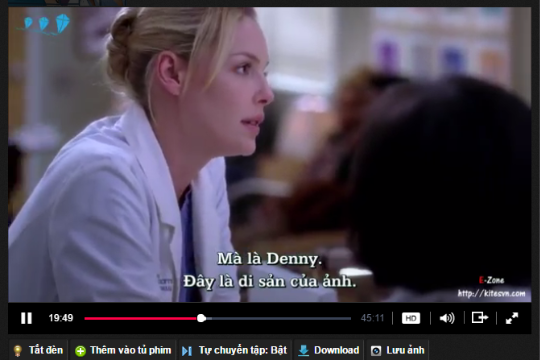 Mà là Denny.
Đây là di sản của ảnh.
E-Zone
http://kitesvn.com
19:49
45:11
HD
Tắt đèn
Thêm vào tủ phim
Tự chuyển tập: Bật
Download
Lưu ảnh